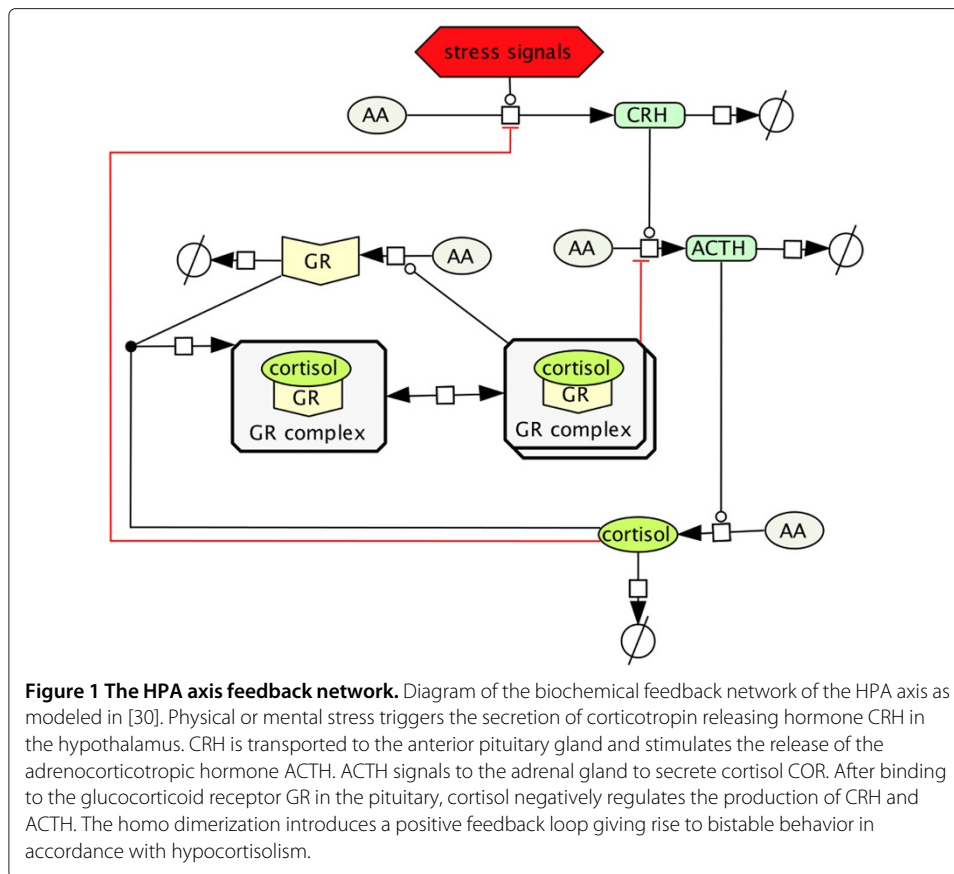 stress signals
AA
CRH
AA
ACTH
GR
AA
cortisol
GR
GR complex
cortisol
GR
GR complex
cortisol
AA
Figure 1 The HPA axis feedback network. Diagram of the biochemical feedback network of the HPA axis as
modeled in [30]. Physical or mental stress triggers the secretion of corticotropin releasing hormone CRH in
the hypothalamus. CRH is transported to the anterior pituitary gland and stimulates the release of the
adrenocorticotropic hormone ACTH. ACTH signals to the adrenal gland to secrete cortisol COR. After binding
to the glucocorticoid receptor GR in the pituitary, cortisol negatively regulates the production of CRH and
ACTH. The homo dimerization introduces a positive feedback loop giving rise to bistable behavior in
accordance with hypocortisolism.